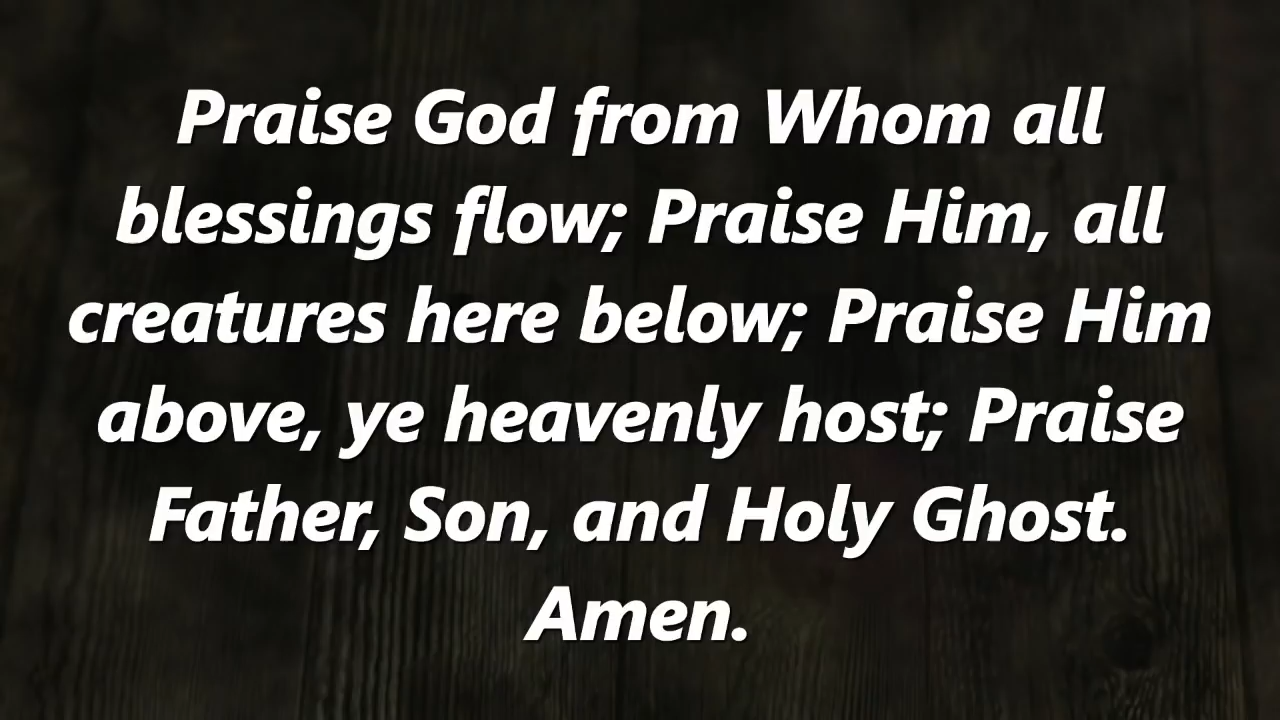 Praise God from Whom all
blessings flow; Praise Him, all
creatures here below; Praise Him
above, ye heavenly host; Praise
Father, Son, and Holy Ghost.
Amen.